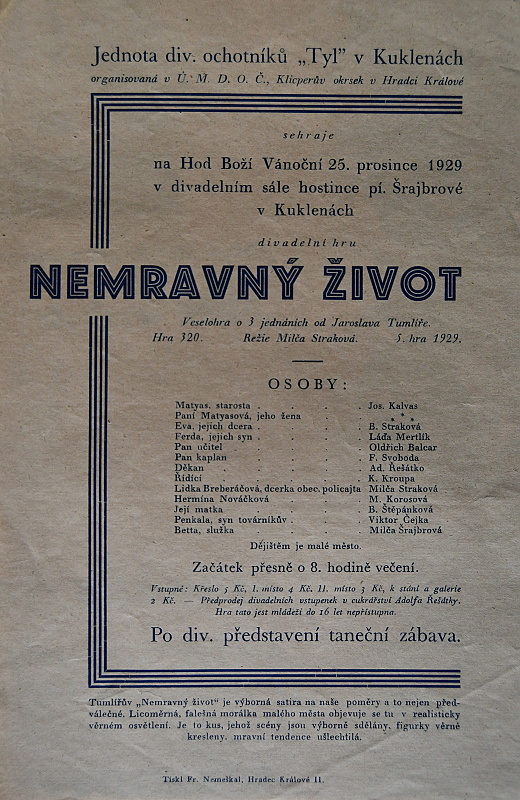 Jednota div. ochotníků „Tyl" v Kuklenách
organisovaná v Ú. M. D. O. Č., Klicperův okrsek v Hradci Králové
sehraje
na Hod Boží Vánoční 25. prosince 1929
v divadelním sále hostince pí. Šrajbrové
v Kuklenách
divadelní hru
NEMRAVNÝ ŽIVOT
Veselohra o 3 jednáních od Jaroslava Tumlíře.
Hra 320. Režie Milča Straková. 5. hra 1929.
OSOBY:
Matyas, starosta . . . . . Jos. Kalvas
Paní Matyasová, jeho žena . . . * * *
Eva, jejich dcera . . . . . B. Straková
Ferda, jejich syn . . . . . Láďa Mertlík
Pan učitel . . . . Oldřich Balcar
Pan kaplan . . . . F. Svoboda
Děkan . . . . . Ad. Řešátko
Řídící . . . . . K. Kroupa
Lidka Breberáčová, dcerka obec. policajta Milča Straková
Hermína Nováčková . . . M. Korosová
Její matka . . . . B. Štěpánková
Penkala, syn továrníkův . . . . Viktor Čejka
Betta, služka . . . . Milča Šrajbrová
Dějištěm je malé město.
Začátek přesně o 8. hodině večení.
Vstupné: Křeslo 5 Kč, I. místo 4 Kč. II. místo 3 Kč, k stání a galerie
2 Kč. — Předprodej divadelních vstupenek v cukrářství Adolfa Řešátky.
Hra tato jest mládeži do 16 let nepřístupna.
Po div. představení taneční zábava.
Tumlířův „Nemravný život" je výborná satira na naše poměry a to nejen před-
válečné. Licoměrná, falešná morálka malého města objevuje se tu v realisticky
věrném osvětlení. Je to kus, jehož scény jsou výborně sdělány, figurky věrně
kresleny, mravní tendence ušlechtilá.
Tiskl Fr. Nemeškal, Hradec Králové II.